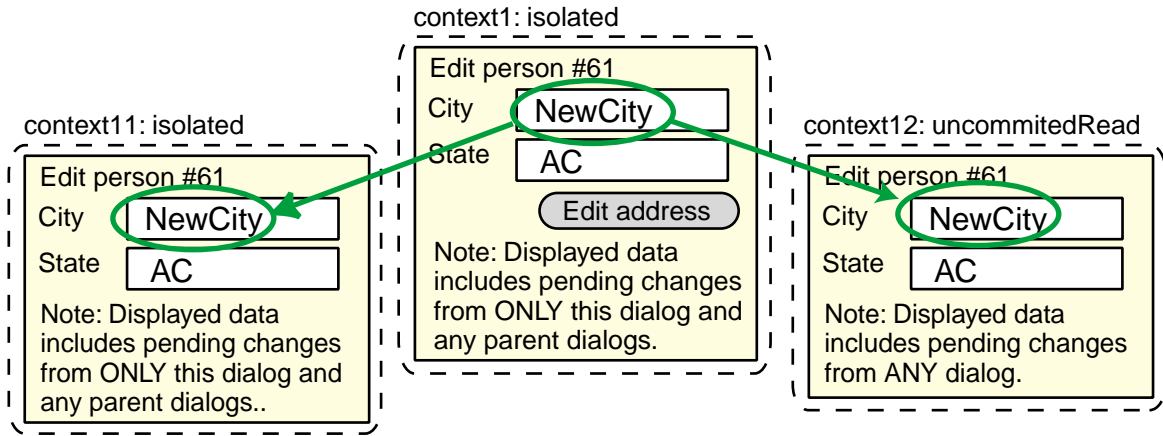 context1: isolated
Edit person #61
City NewCity
State AC
Edit address
Note: Displayed data
includes pending changes
from ONLY this dialog and
any parent dialogs.
context11: isolated
Edit person #61
City NewCity
State AC
Note: Displayed data
includes pending changes
from ONLY this dialog and
any parent dialogs..
context12: uncommitedRead
Edit person #61
City NewCity
State AC
Note: Displayed data
includes pending changes
from ANY dialog.